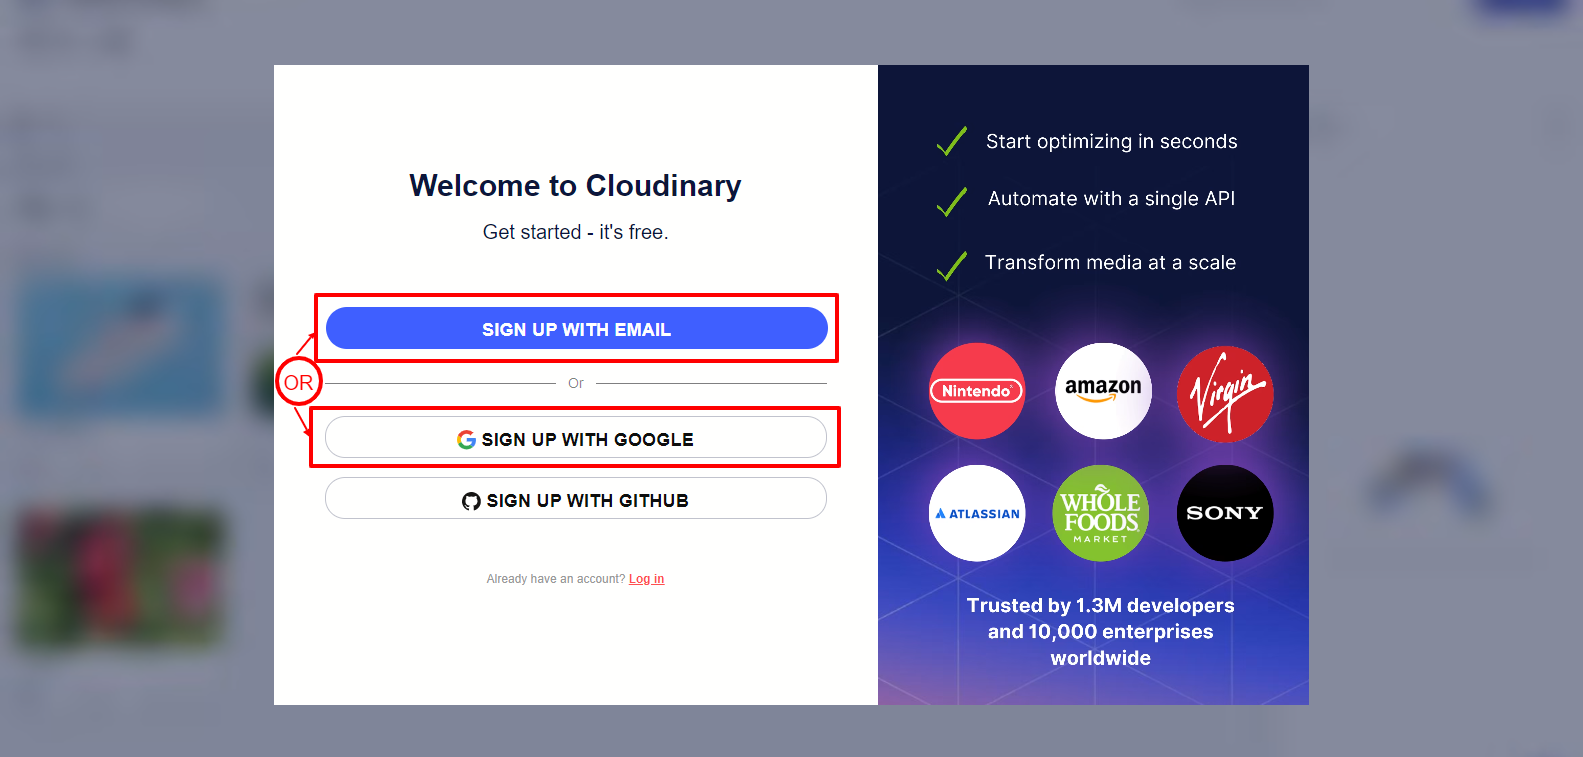 Welcome to Cloudinary
Get started - it's free.
SIGN UP WITH EMAIL
OR
Or
SIGN UP WITH GOOGLE
SIGN UP WITH GITHUB
Already have an account? Log in
Start optimizing in seconds
Automate with a single API
Transform media at a scale
Nintendo
amazon
Virgin
ATLASSIAN
WHOLE
FOODS
MARKET
SONY
Trusted by 1.3M developers
and 10,000 enterprises
worldwide